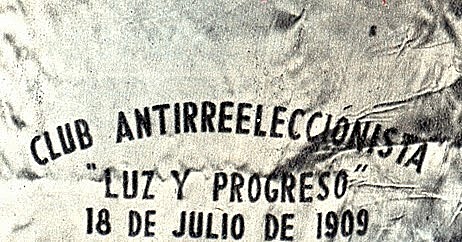 CLUB ANTIRREELECCIONISTA
"LUZ Y PROGRESO"
18 DE JULIO DE 1909